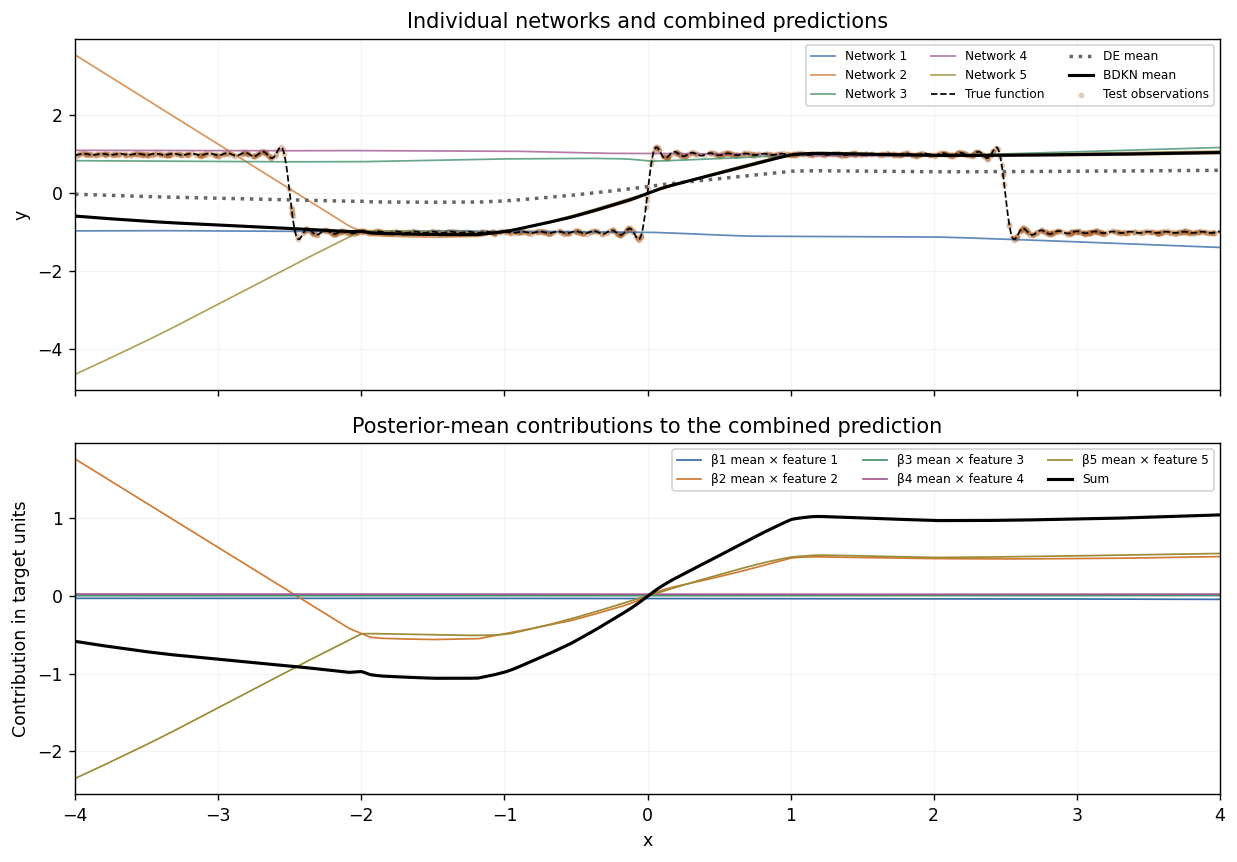 Individual networks and combined predictions
Network 1
Network 2
Network 3
Network 4
Network 5
True function
DE mean
BDKN mean
Test observations
y
2
0
−2
−4
Posterior-mean contributions to the combined prediction
β1 mean × feature 1
β2 mean × feature 2
β3 mean × feature 3
β4 mean × feature 4
β5 mean × feature 5
Sum
Contribution in target units
1
0
−1
−2
−4 −3 −2 −1 0 1 2 3 4
x